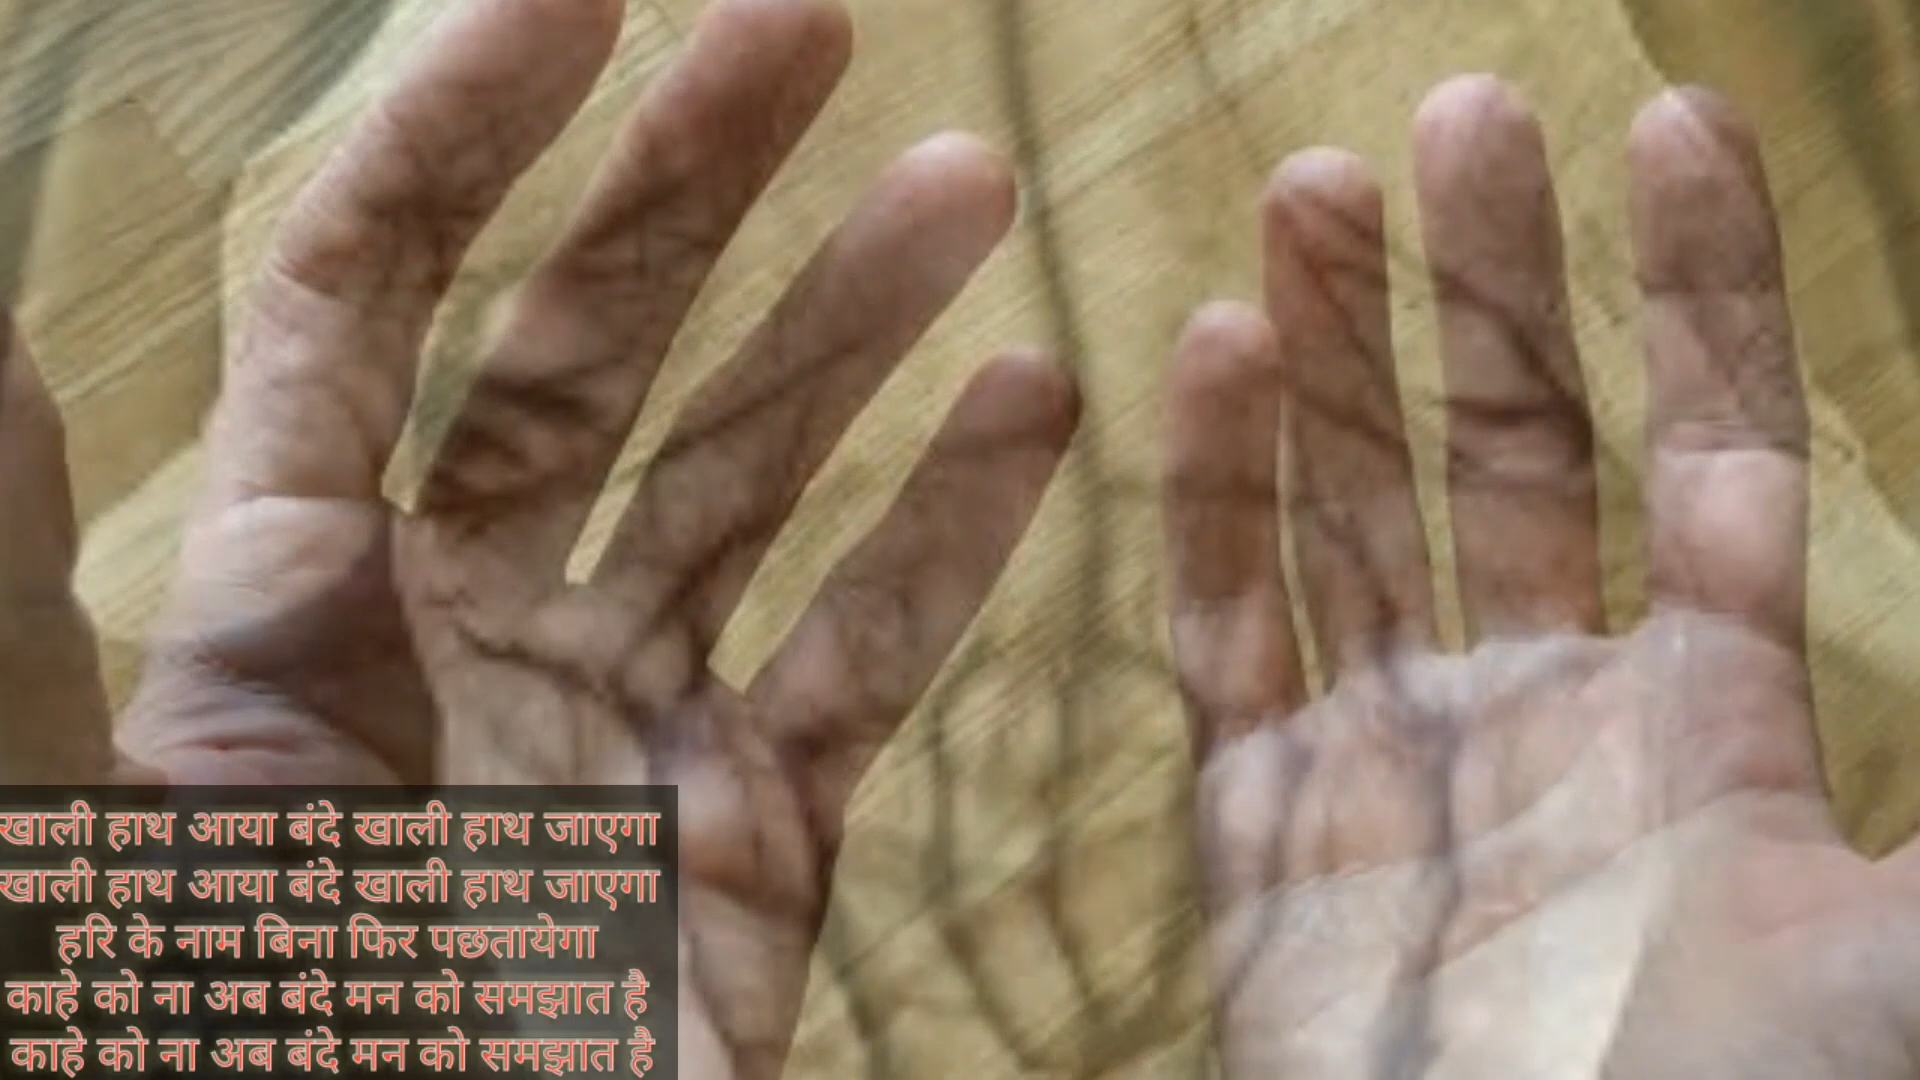 खाली हाथ आया बंदे खाली हाथ जाएगा
खाली हाथ आया बंदे खाली हाथ जाएगा
हरि के नाम बिना फिर पछतायेगा
काहे को ना अब बंदे मन को समझात है
काहे को ना अब बंदे मन को समझात है